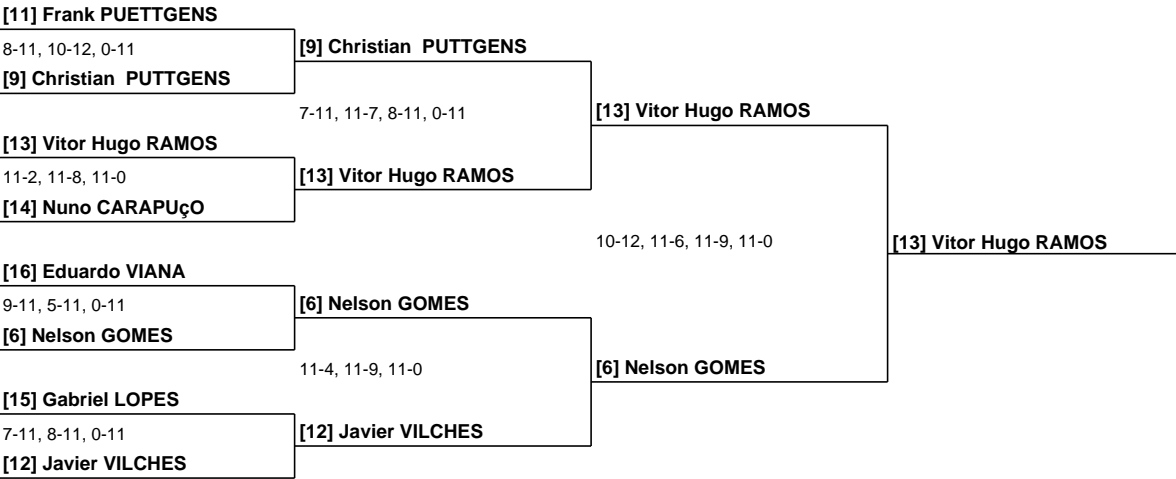 [11] Frank PUETTGENS
8-11, 10-12, 0-11
[9] Christian  PUTTGENS
[9] Christian  PUTTGENS
7-11, 11-7, 8-11, 0-11
[13] Vitor Hugo RAMOS
[13] Vitor Hugo RAMOS
11-2, 11-8, 11-0
[13] Vitor Hugo RAMOS
[14] Nuno CARAPUçO
10-12, 11-6, 11-9, 11-0
[13] Vitor Hugo RAMOS
[16] Eduardo VIANA
9-11, 5-11, 0-11
[6] Nelson GOMES
[6] Nelson GOMES
11-4, 11-9, 11-0
[6] Nelson GOMES
[15] Gabriel LOPES
7-11, 8-11, 0-11
[12] Javier VILCHES
[12] Javier VILCHES